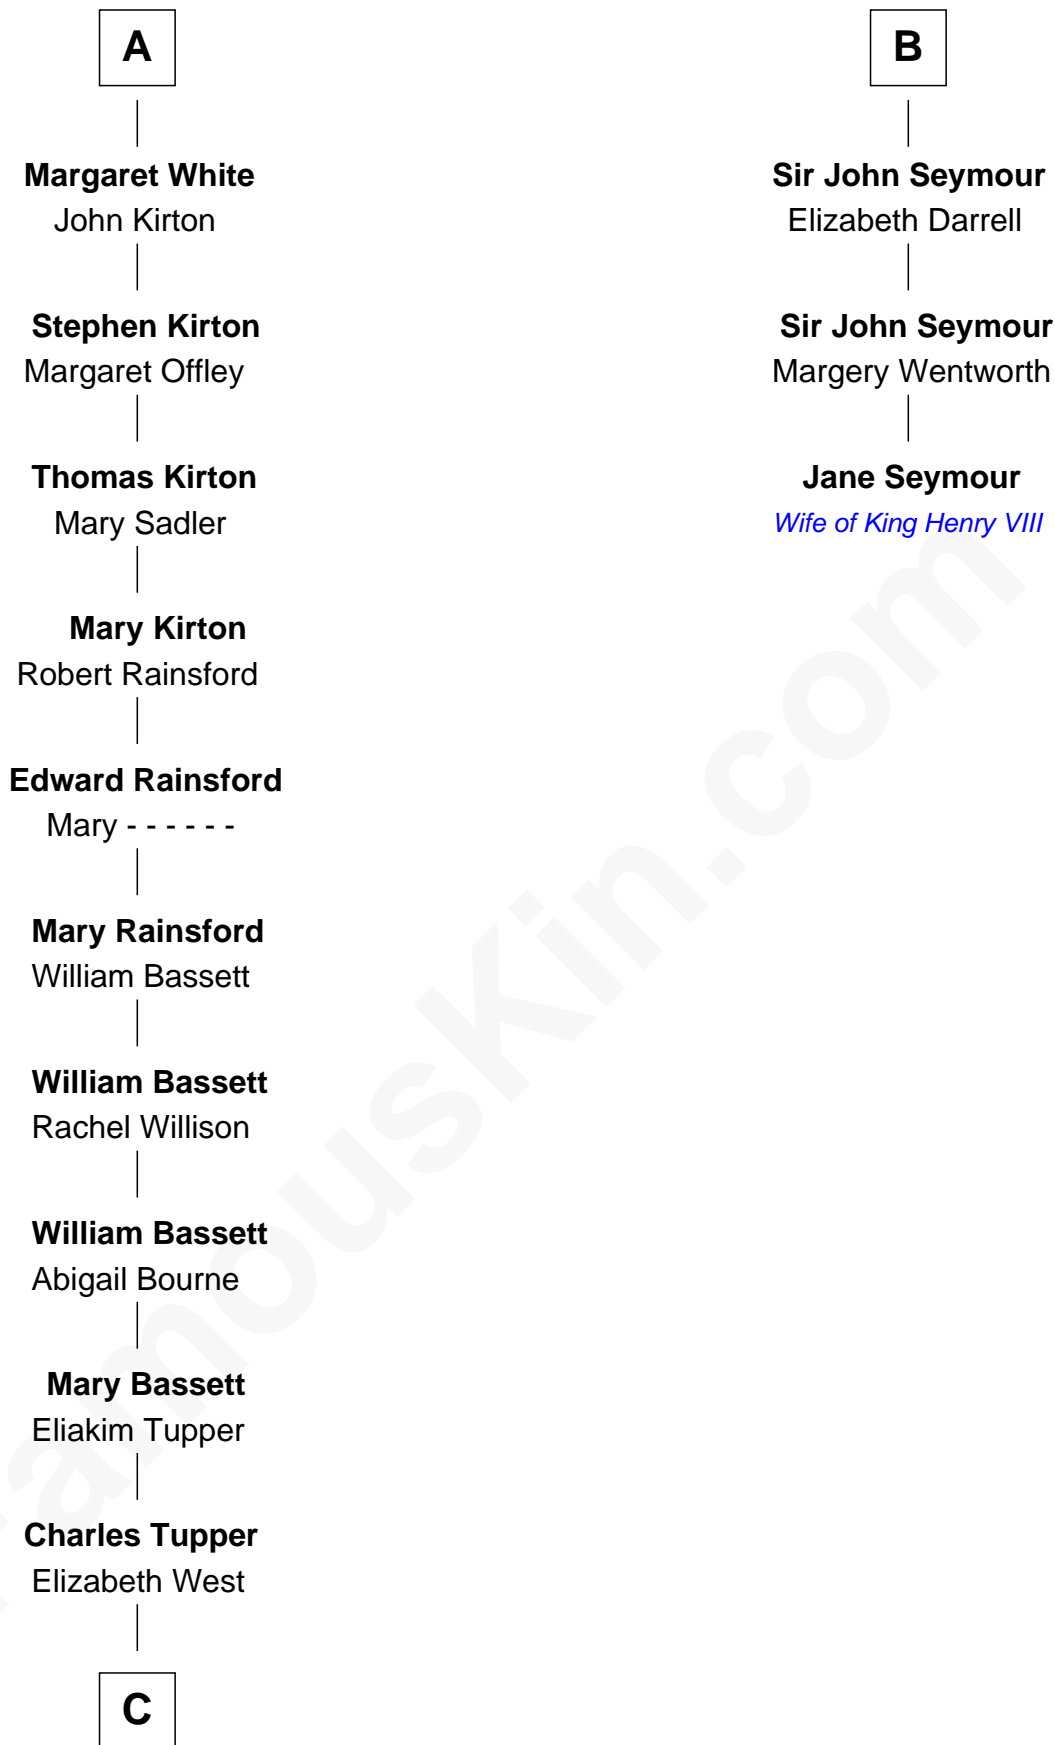 A
Margaret White
John Kirton
Stephen Kirton
Margaret Offley
Thomas Kirton
Mary Sadler
Mary Kirton
Robert Rainsford
Edward Rainsford
Mary - - - - - -
Mary Rainsford
William Bassett
William Bassett
Rachel Willison
William Bassett
Abigail Bourne
Mary Bassett
Eliakim Tupper
Charles Tupper
Elizabeth West
C
B
Sir John Seymour
Elizabeth Darrell
Sir John Seymour
Margery Wentworth
Jane Seymour
Wife of King Henry VIII
FamousKin.com